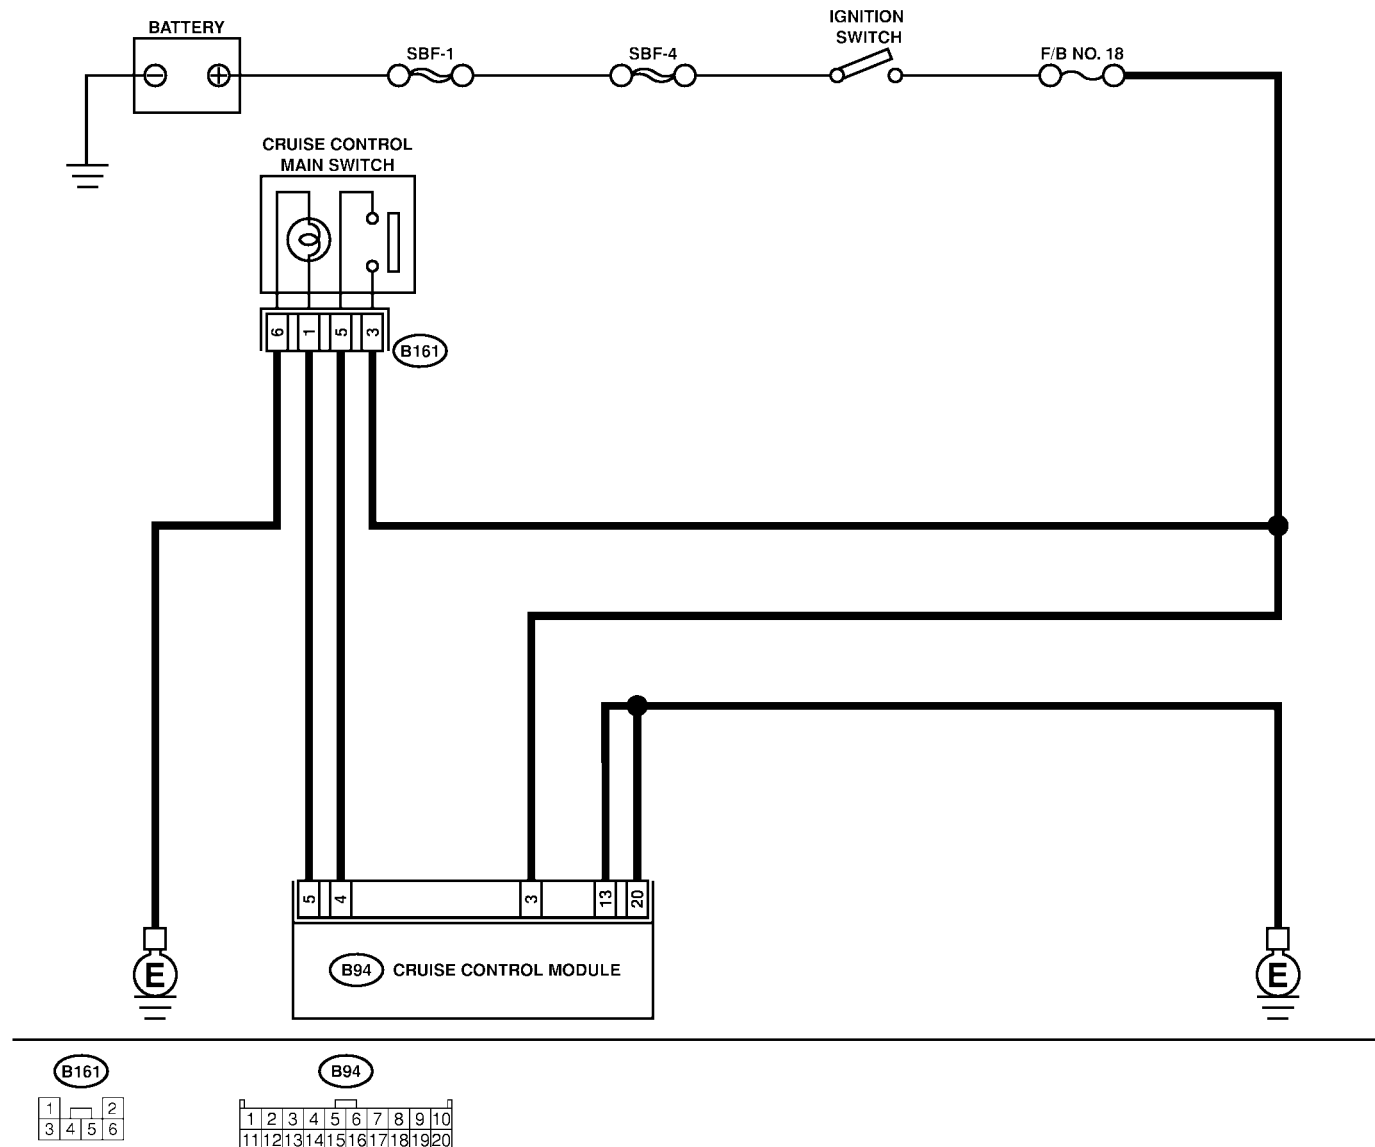 BATTERY
SBF-1
SBF-4
IGNITION
SWITCH
F/B NO. 18
CRUISE CONTROL
MAIN SWITCH
6 1 5 3
B161
5 4 3 13 20
B94 CRUISE CONTROL MODULE
E
E
B161
1 2
3 4 5 6
B94
1 2 3 4 5 6 7 8 9 10
11 12 13 14 15 16 17 18 19 20